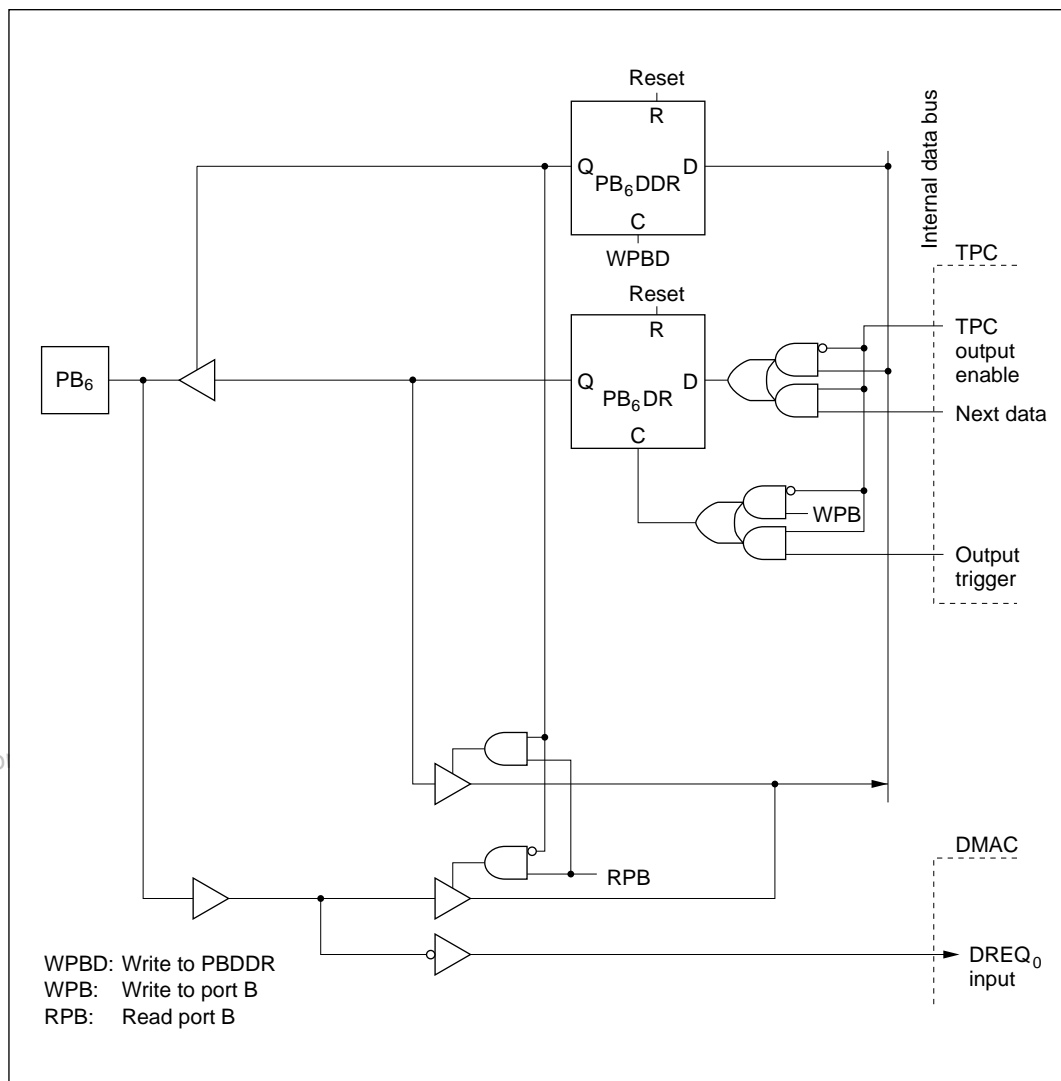 Reset
R
Q
D
PB6DDR
C
WPBD
Internal data bus
TPC
Reset
R
Q
D
PB6DR
C
TPC
output
enable
Next data
PB6
WPB
Output
trigger
RPB
DMAC
DREQ0
input
WPBD: Write to PBDDR
WPB: Write to port B
RPB: Read port B